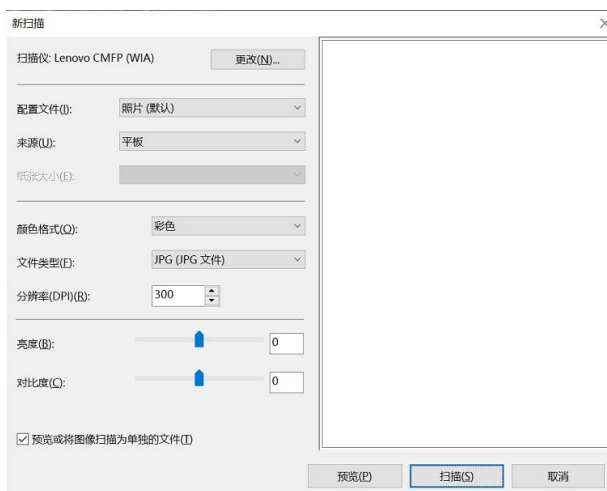 新扫描
扫描仪: Lenovo CMFP (WIA)
更改(N)...
配置文件(I):
照片 (默认)
来源(U):
平板
纸张大小(E):
颜色格式(O):
彩色
文件类型(F):
JPG (JPG 文件)
分辨率(DPI)(R):
300
亮度(B):
0
对比度(C):
0
预览或将图像扫描为单独的文件(T)
预览(P)
扫描(S)
取消